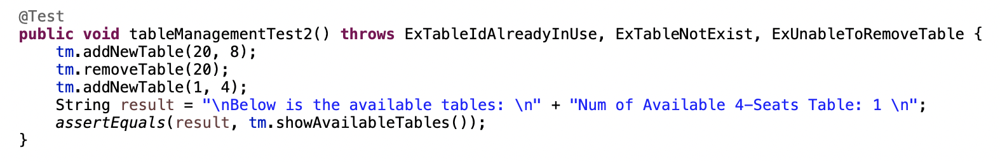 @Test
public void tableManagementTest2() throws ExTableIdAlreadyInUse, ExTableNotExist, ExUnableToRemoveTable {
    tm.addNewTable(20, 8);
    tm.removeTable(20);
    tm.addNewTable(1, 4);
    String result = "\nBelow is the available tables: \n" + "Num of Available 4-Seats Table: 1 \n";
    assertEquals(result, tm.showAvailableTables());
}